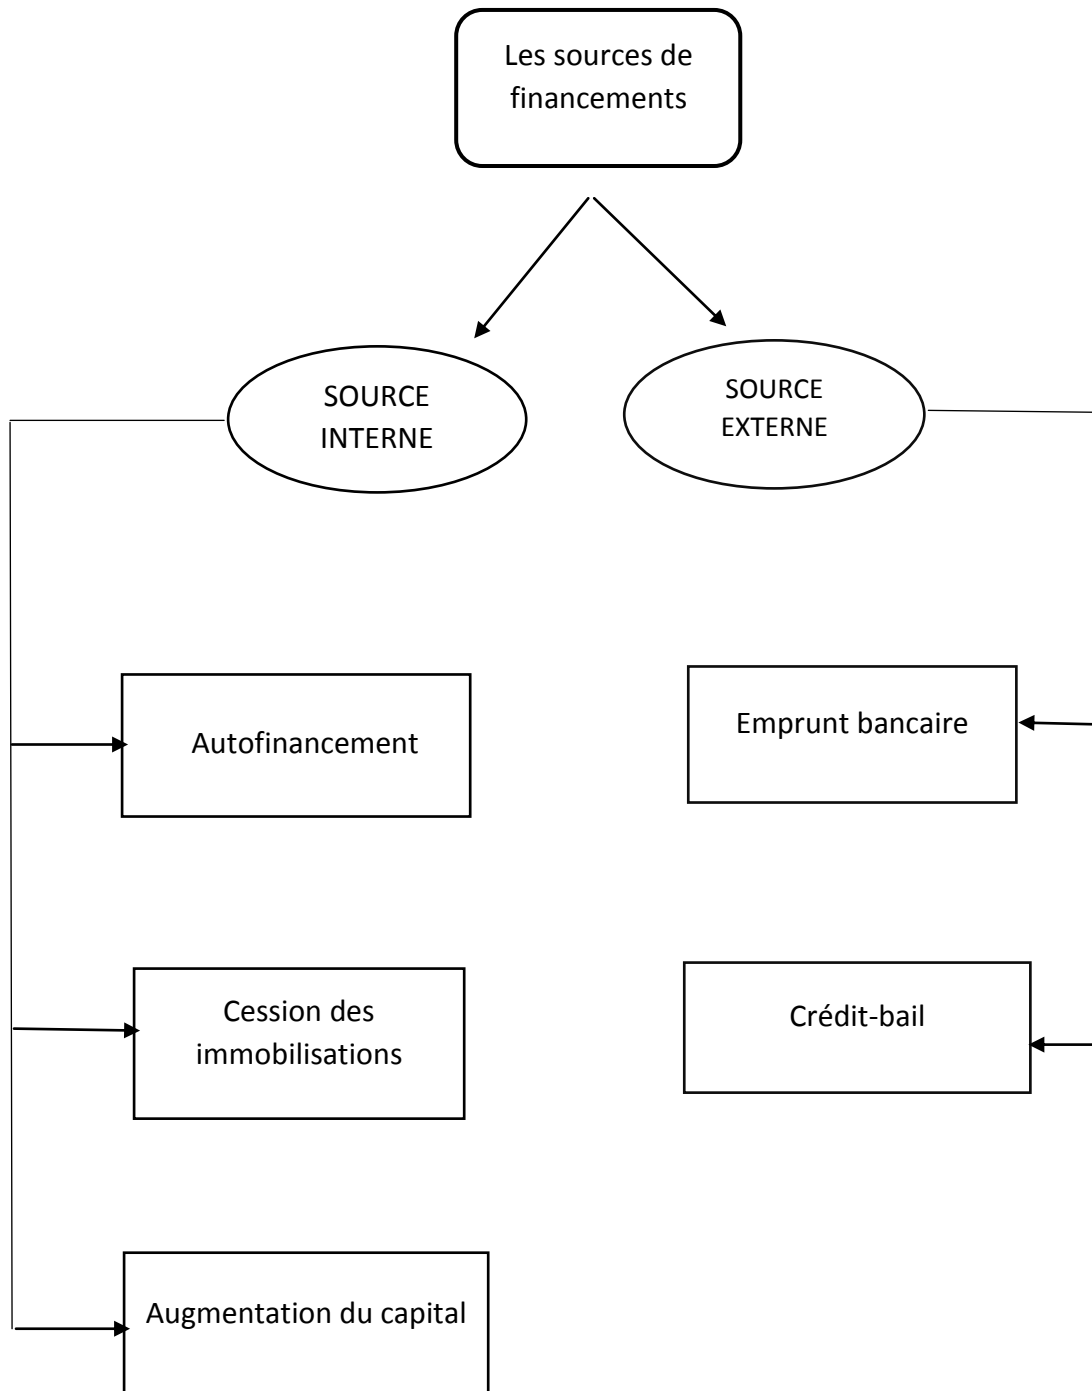 Les sources de
financements
SOURCE
INTERNE
SOURCE
EXTERNE
Autofinancement
Emprunt bancaire
Cession des
immobilisations
Crédit-bail
Augmentation du capital